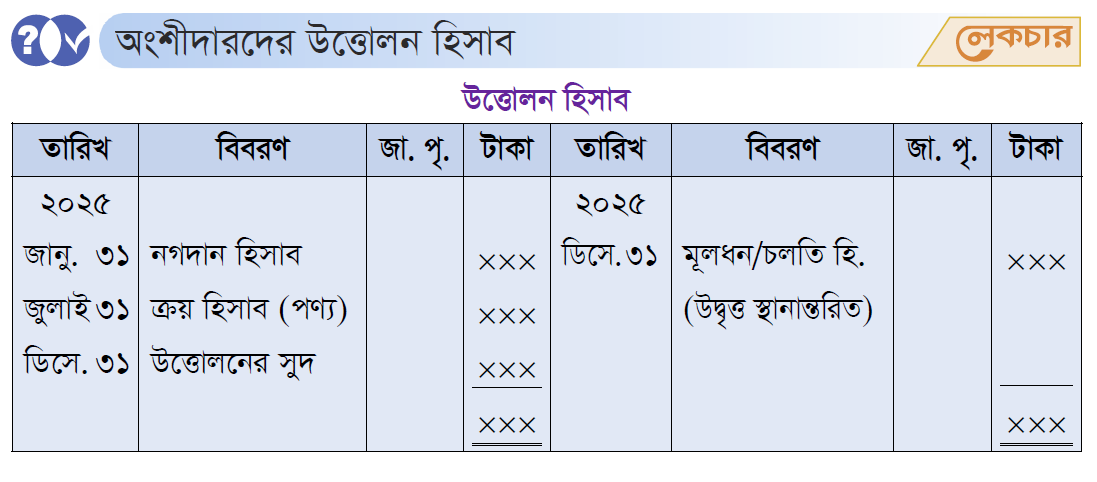 অংশীদারদের উত্তোলন হিসাব
লেকচার
উত্তোলন হিসাব
তারিখ বিবরণ জা. পৃ. টাকা তারিখ বিবরণ জা. পৃ. টাকা
২০২৫ ২০২৫
জানু. ৩১ নগদান হিসাব ××× ডিসে. ৩১ মূলধন/চলতি হি. ×××
জুলাই ৩১ ক্রয় হিসাব (পণ্য) ××× (উদ্বৃত্ত স্থানান্তরিত)
ডিসে. ৩১ উত্তোলনের সুদ ×××
××× ×××